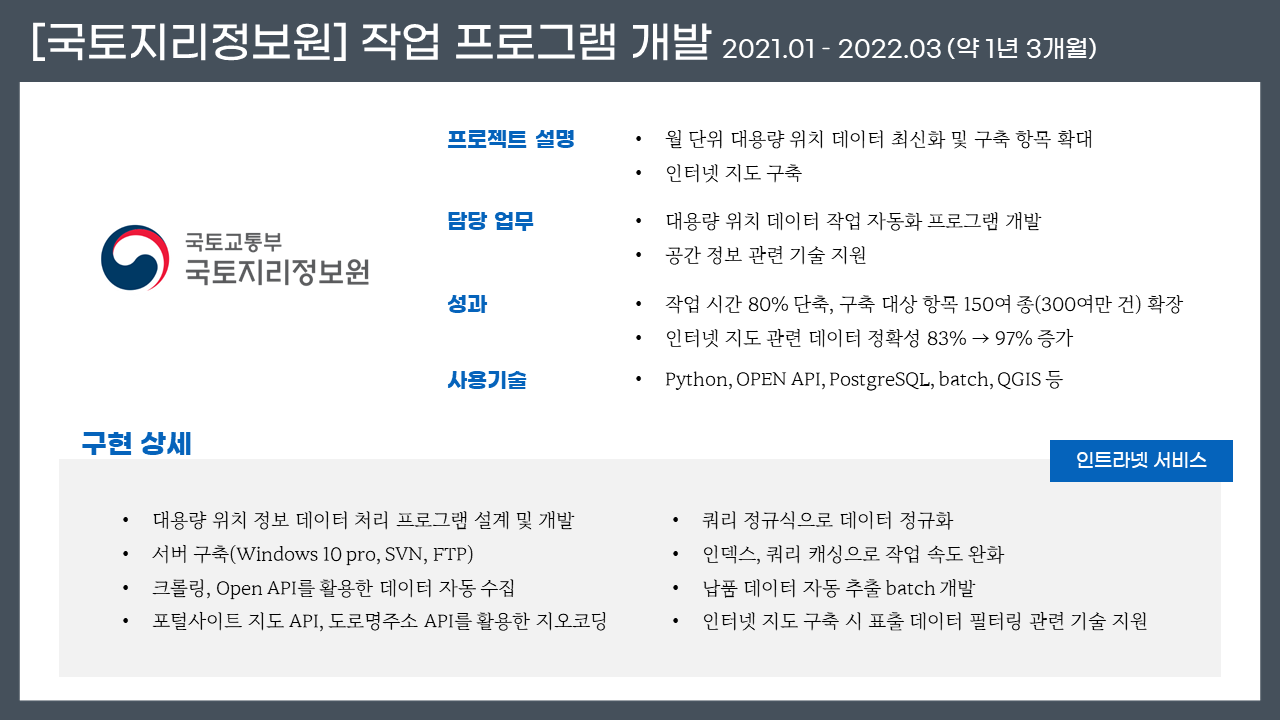 [국토지리정보원] 작업 프로그램 개발 2021.01 - 2022.03 (약 1년 3개월)
국토교통부
국토지리정보원
프로젝트 설명
• 월 단위 대용량 위치 데이터 최신화 및 구축 항목 확대
• 인터넷 지도 구축
담당 업무
• 대용량 위치 데이터 작업 자동화 프로그램 개발
• 공간 정보 관련 기술 지원
성과
• 작업 시간 80% 단축, 구축 대상 항목 150여 종(300여만 건) 확장
• 인터넷 지도 관련 데이터 정확성 83% → 97% 증가
사용기술
• Python, OPEN API, PostgreSQL, batch, QGIS 등
구현 상세
인트라넷 서비스
• 대용량 위치 정보 데이터 처리 프로그램 설계 및 개발
• 서버 구축(Windows 10 pro, SVN, FTP)
• 크롤링, Open API를 활용한 데이터 자동 수집
• 포털사이트 지도 API, 도로명주소 API를 활용한 지오코딩
• 쿼리 정규식으로 데이터 정규화
• 인덱스, 쿼리 캐싱으로 작업 속도 완화
• 납품 데이터 자동 추출 batch 개발
• 인터넷 지도 구축 시 표출 데이터 필터링 관련 기술 지원